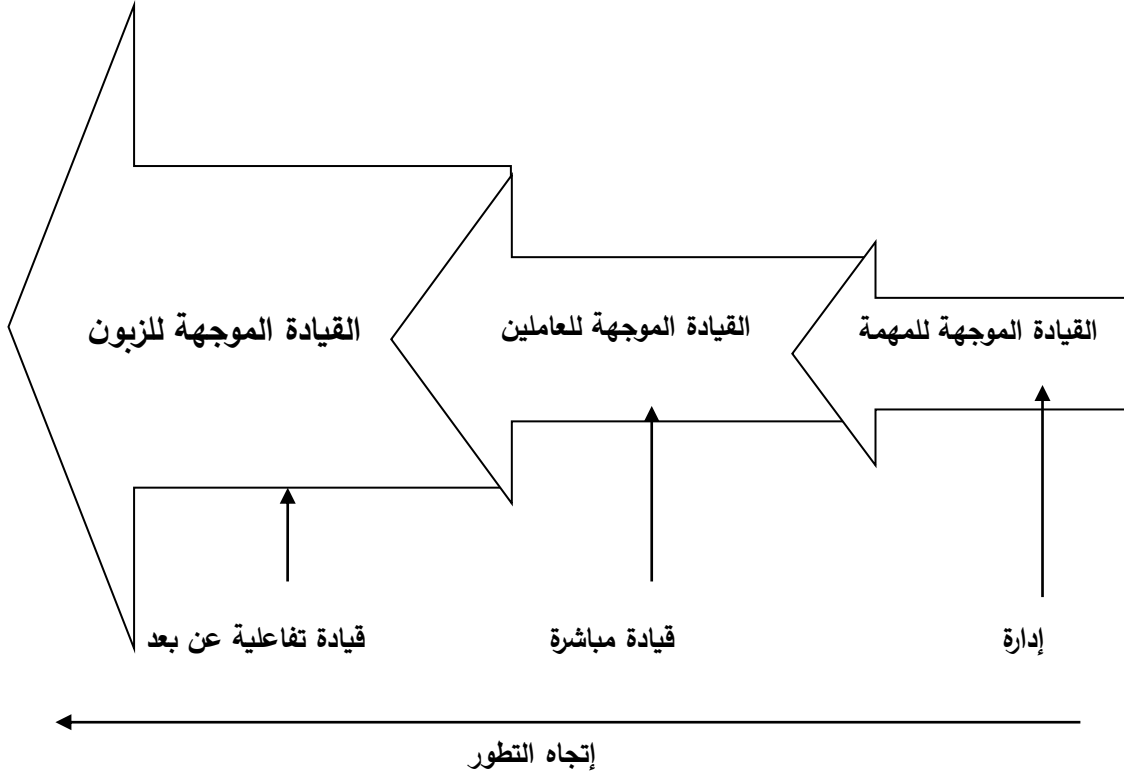 القيادة الموجهة للمهمة
القيادة الموجهة للعاملين
القيادة الموجهة للزبون
إدارة
قيادة مباشرة
قيادة تفاعلية عن بعد
إتجاه التطور